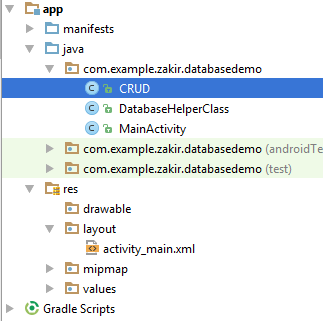 app
manifests
java
com.example.zakir.databasedemo
CRUD
DatabaseHelperClass
MainActivity
com.example.zakir.databasedemo (androidTe
com.example.zakir.databasedemo (test)
res
drawable
layout
activity_main.xml
mipmap
values
Gradle Scripts